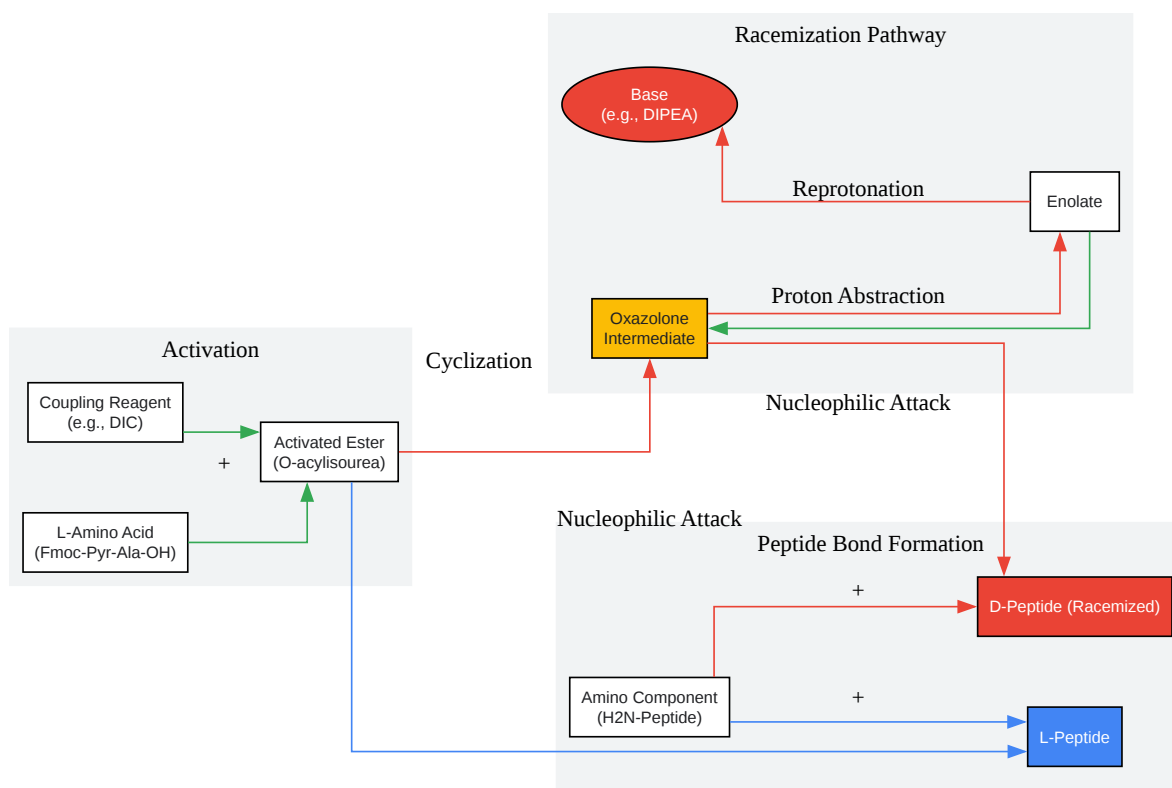 Racemization Pathway
Base
(e.g., DIPEA)
Reprotonation
Enolate
Proton Abstraction
Oxazolone
Intermediate
Activation
Cyclization
Nucleophilic Attack
Coupling Reagent
(e.g., DIC)
Activated Ester
(O-acylisourea)
+
L-Amino Acid
(Fmoc-Pyr-Ala-OH)
Nucleophilic Attack
Peptide Bond Formation
+
D-Peptide (Racemized)
Amino Component
(H2N-Peptide)
+
L-Peptide